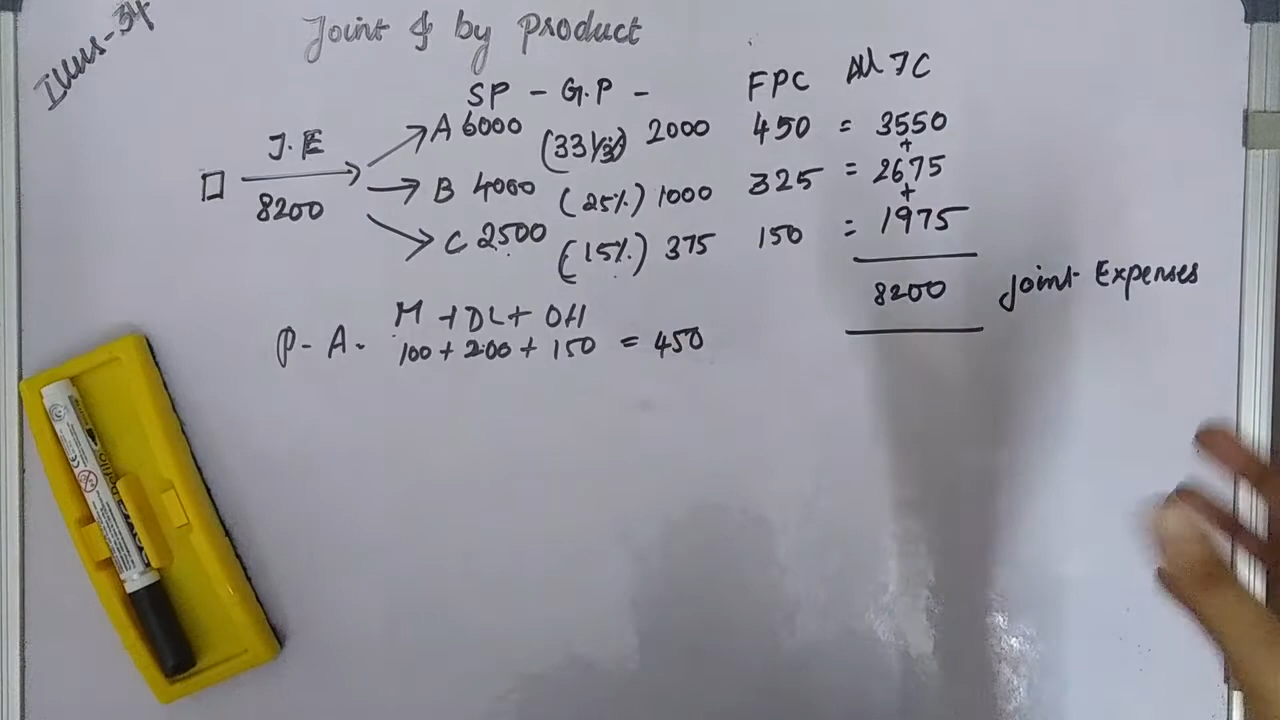 Illus-34
Joint & by Product
SP - G.P - FPC All JC
J.E
8200
A 6000 (33 1/3) 2000 450 = 3550
+
B 4000 (25%) 1000 325 = 2675
+
C 2500 (15%) 375 150 = 1975
8200 Joint Expenses
M + DL + OH
P - A - 100 + 200 + 150 = 450